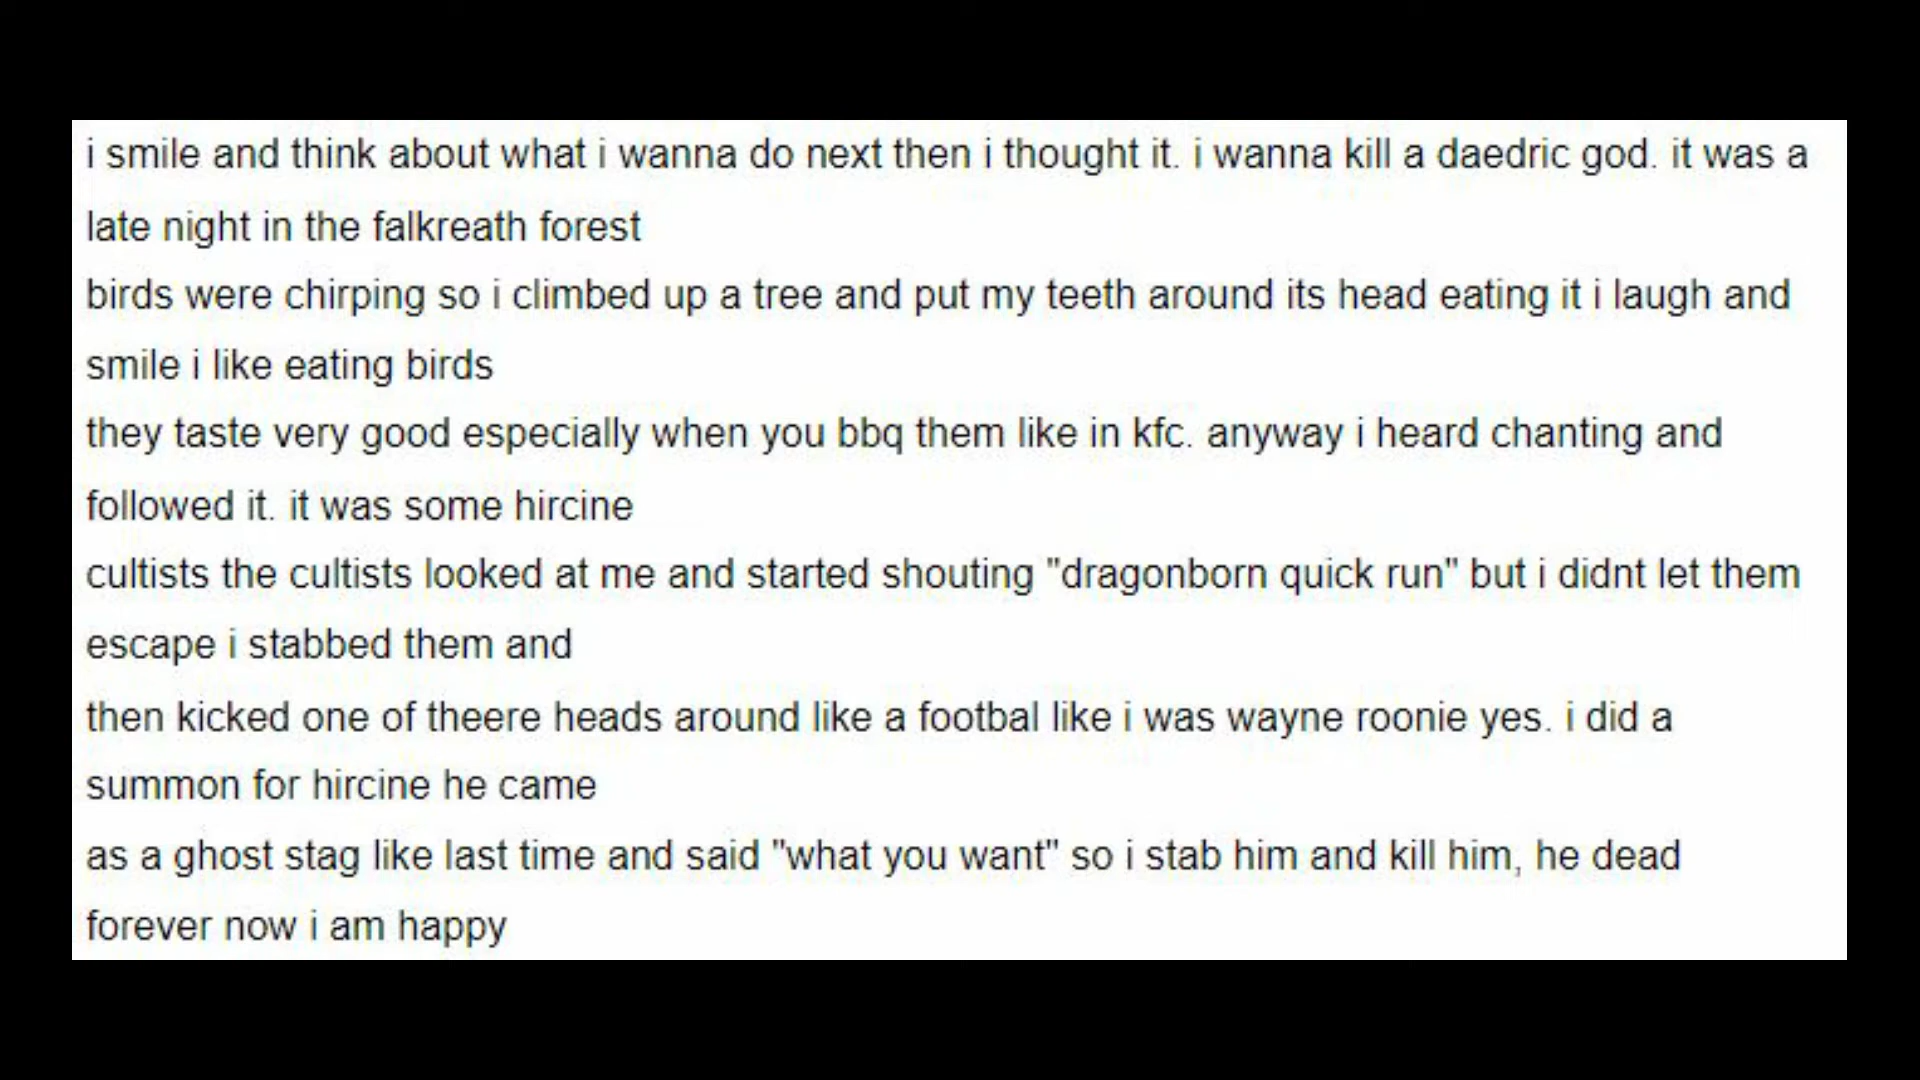 i smile and think about what i wanna do next then i thought it. i wanna kill a daedric god. it was a
late night in the falkreath forest
birds were chirping so i climbed up a tree and put my teeth around its head eating it i laugh and
smile i like eating birds
they taste very good especially when you bbq them like in kfc. anyway i heard chanting and
followed it. it was some hircine
cultists the cultists looked at me and started shouting "dragonborn quick run" but i didnt let them
escape i stabbed them and
then kicked one of theere heads around like a footbal like i was wayne roonie yes. i did a
summon for hircine he came
as a ghost stag like last time and said "what you want" so i stab him and kill him, he dead
forever now i am happy